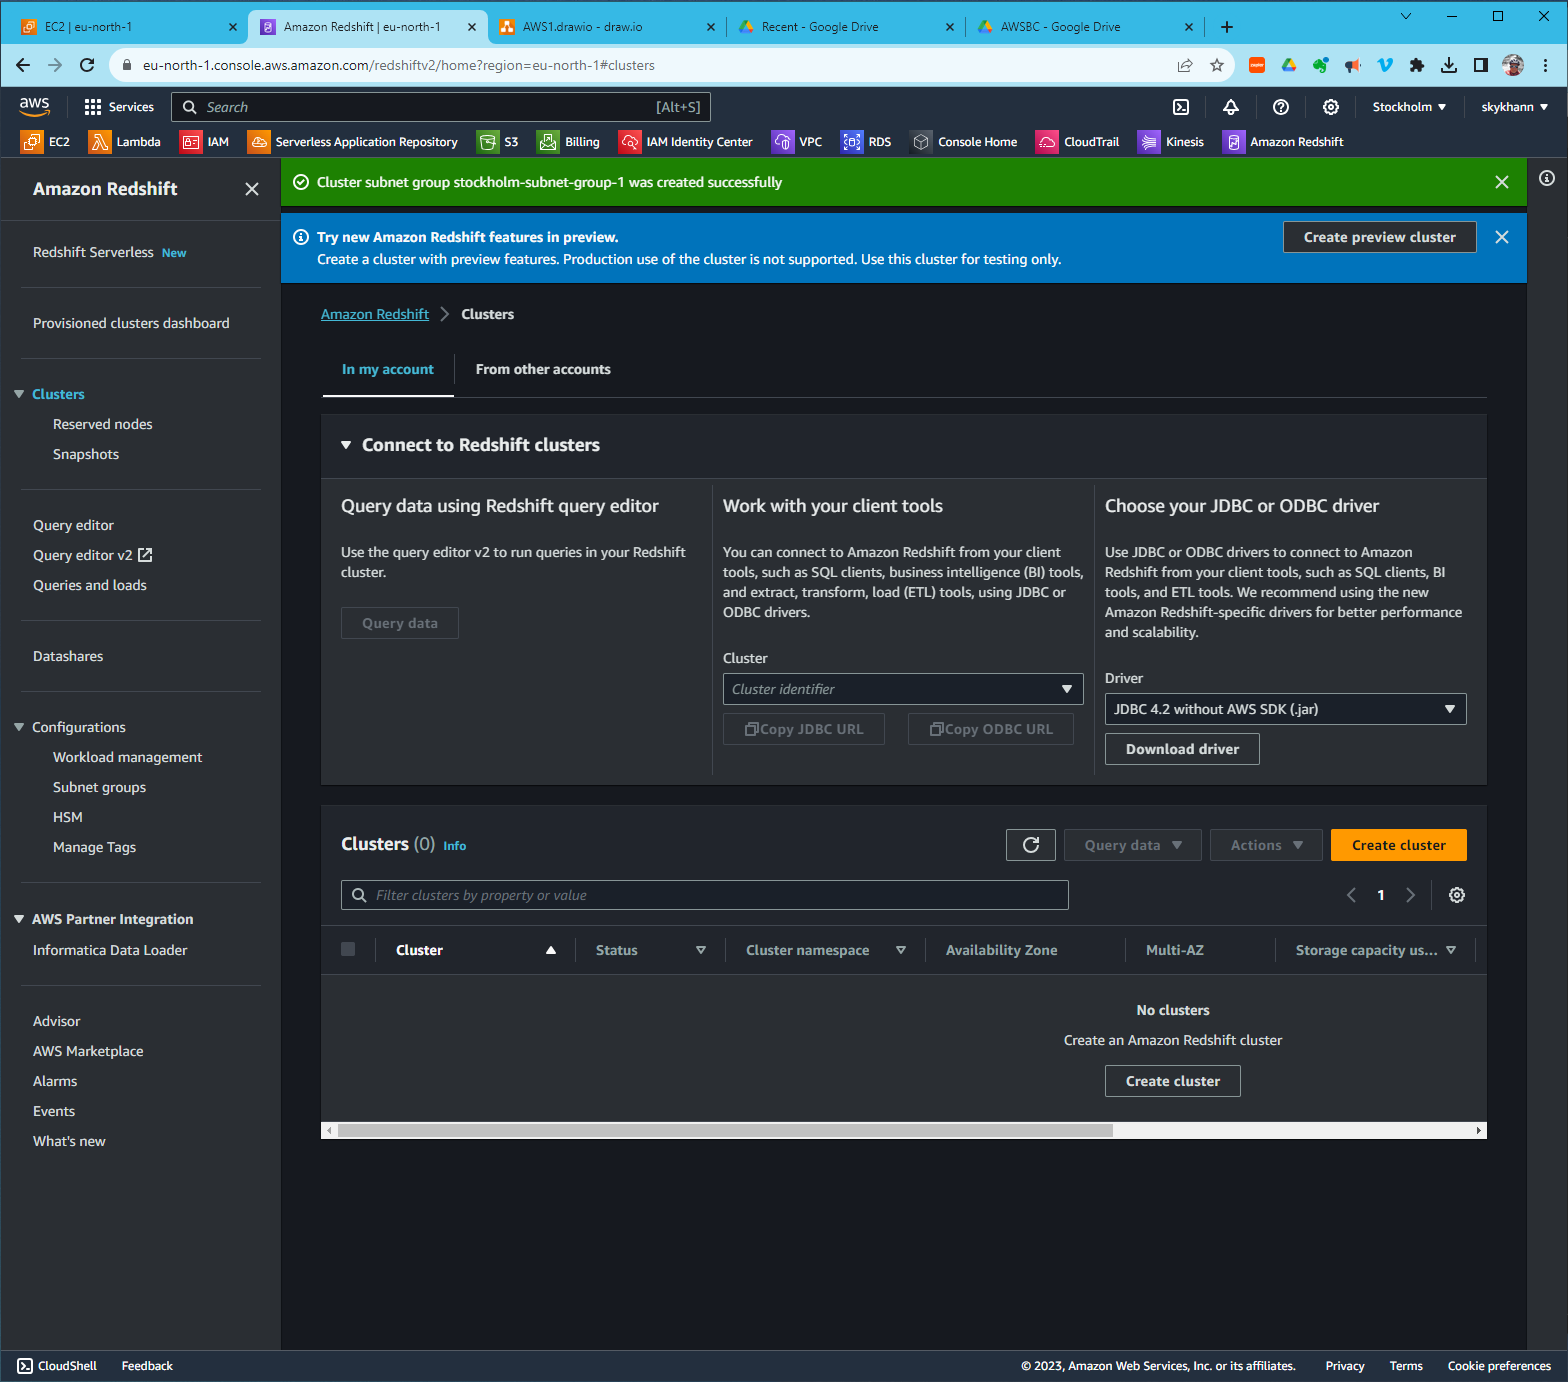 EC2 | eu-north-1
Amazon Redshift | eu-north-1
AWS1.drawio - draw.io
Recent - Google Drive
AWSBC - Google Drive
eu-north-1.console.aws.amazon.com/redshiftv2/home?region=eu-north-1#clusters
aws
Services
Search
[Alt+S]
Stockholm
skykhann
EC2
Lambda
IAM
Serverless Application Repository
S3
Billing
IAM Identity Center
VPC
RDS
Console Home
CloudTrail
Kinesis
Amazon Redshift
Amazon Redshift
Redshift Serverless New
Provisioned clusters dashboard
Clusters
Reserved nodes
Snapshots
Query editor
Query editor v2
Queries and loads
Datashares
Configurations
Workload management
Subnet groups
HSM
Manage Tags
AWS Partner Integration
Informatica Data Loader
Advisor
AWS Marketplace
Alarms
Events
What's new
Cluster subnet group stockholm-subnet-group-1 was created successfully
Try new Amazon Redshift features in preview.
Create a cluster with preview features. Production use of the cluster is not supported. Use this cluster for testing only.
Create preview cluster
Amazon Redshift
Clusters
In my account
From other accounts
Connect to Redshift clusters
Query data using Redshift query editor
Use the query editor v2 to run queries in your Redshift
cluster.
Query data
Work with your client tools
You can connect to Amazon Redshift from your client
tools, such as SQL clients, business intelligence (BI) tools,
and extract, transform, load (ETL) tools, using JDBC or
ODBC drivers.
Cluster
Cluster identifier
Copy JDBC URL
Copy ODBC URL
Choose your JDBC or ODBC driver
Use JDBC or ODBC drivers to connect to Amazon
Redshift from your client tools, such as SQL clients, BI
tools, and ETL tools. We recommend using the new
Amazon Redshift-specific drivers for better performance
and scalability.
Driver
JDBC 4.2 without AWS SDK (.jar)
Download driver
Clusters (0) Info
Query data
Actions
Create cluster
Filter clusters by property or value
1
Cluster
Status
Cluster namespace
Availability Zone
Multi-AZ
Storage capacity us...
No clusters
Create an Amazon Redshift cluster
Create cluster
CloudShell
Feedback
© 2023, Amazon Web Services, Inc. or its affiliates.
Privacy
Terms
Cookie preferences